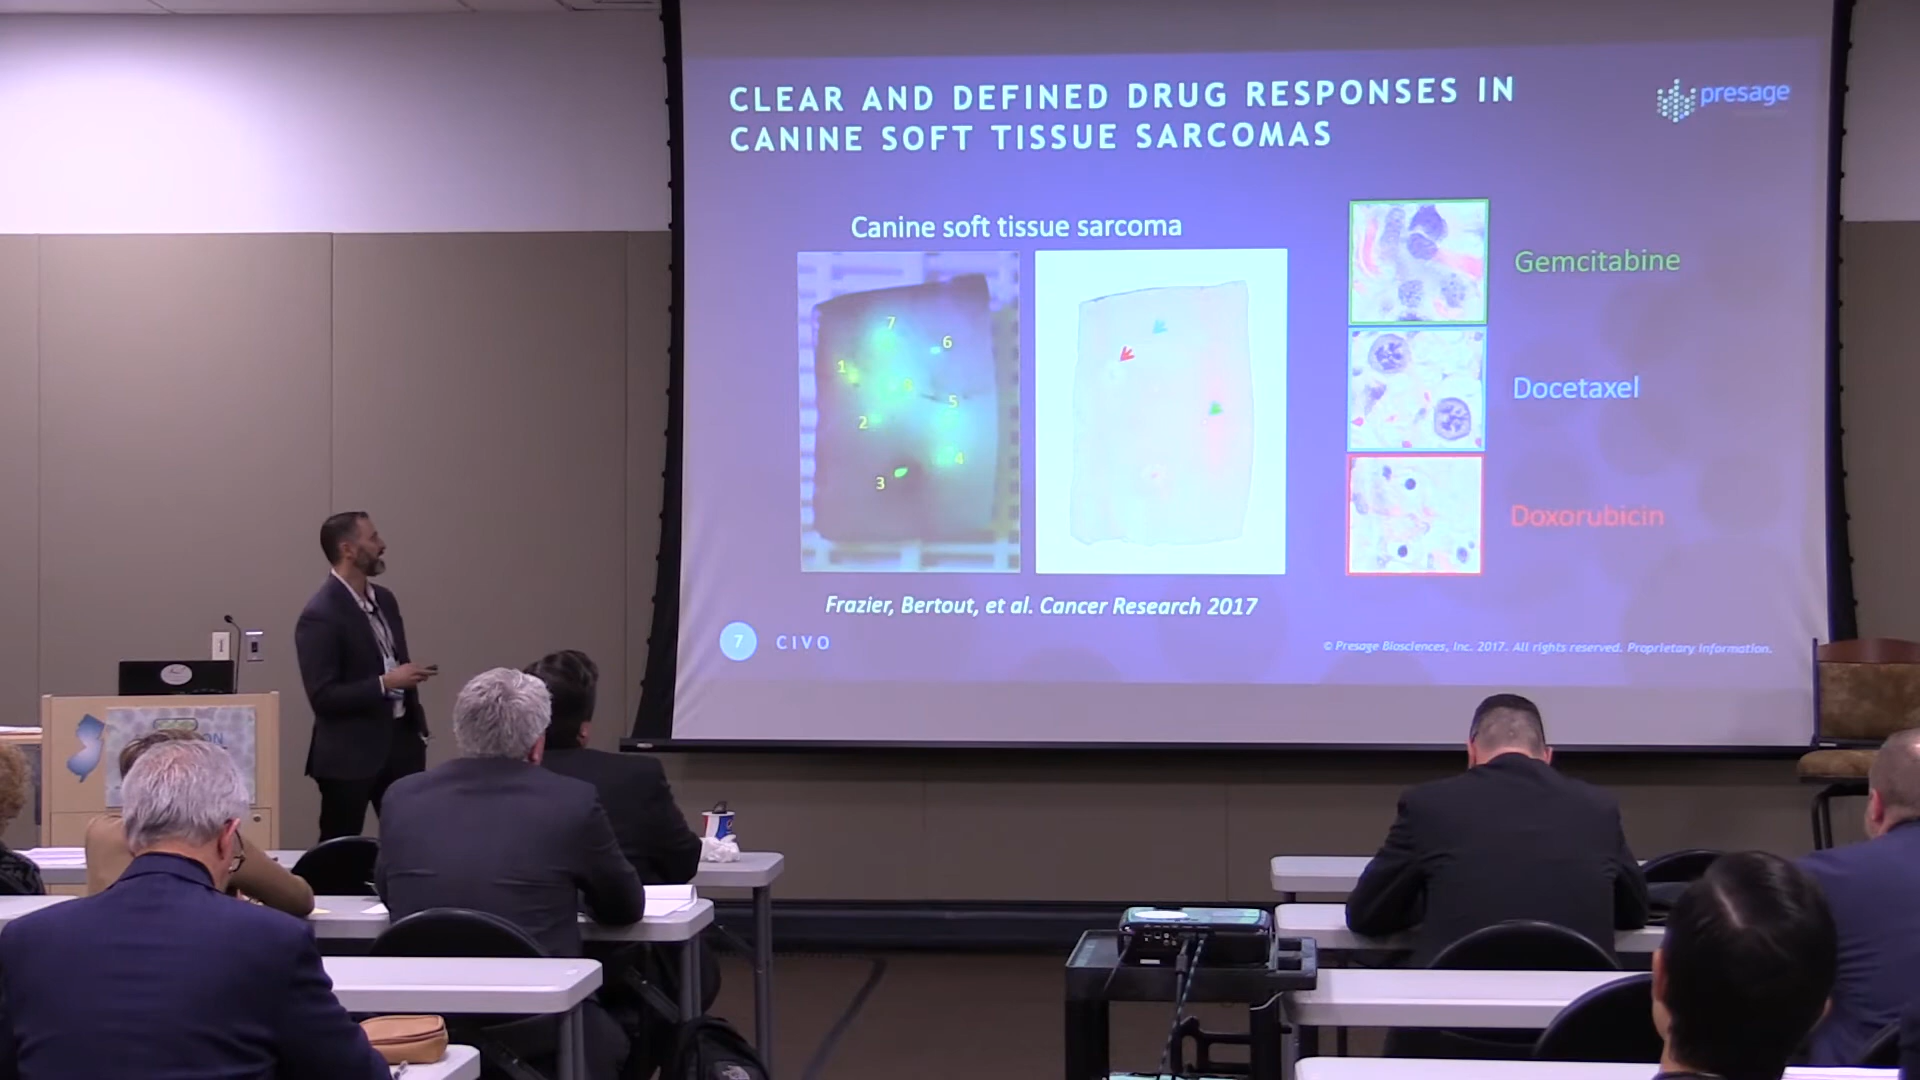 CLEAR AND DEFINED DRUG RESPONSES IN
CANINE SOFT TISSUE SARCOMAS
presage
Canine soft tissue sarcoma
7
6
1
5
2
4
3
Gemcitabine
Docetaxel
Doxorubicin
Frazier, Bertout, et al. Cancer Research 2017
7 CIVO
© Presage Biosciences, Inc. 2017. All rights reserved. Proprietary Information.